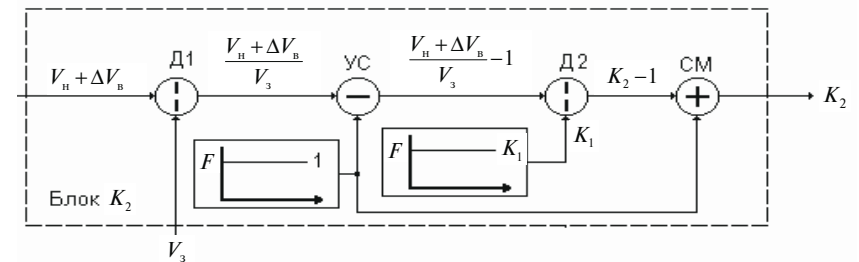 Д1
УС
Д2
СМ
Vн + ΔVв
(Vн + ΔVв)/Vз
(Vн + ΔVв)/Vз − 1
K2 − 1
K2
F
1
F
K1
K1
Блок K2
Vз